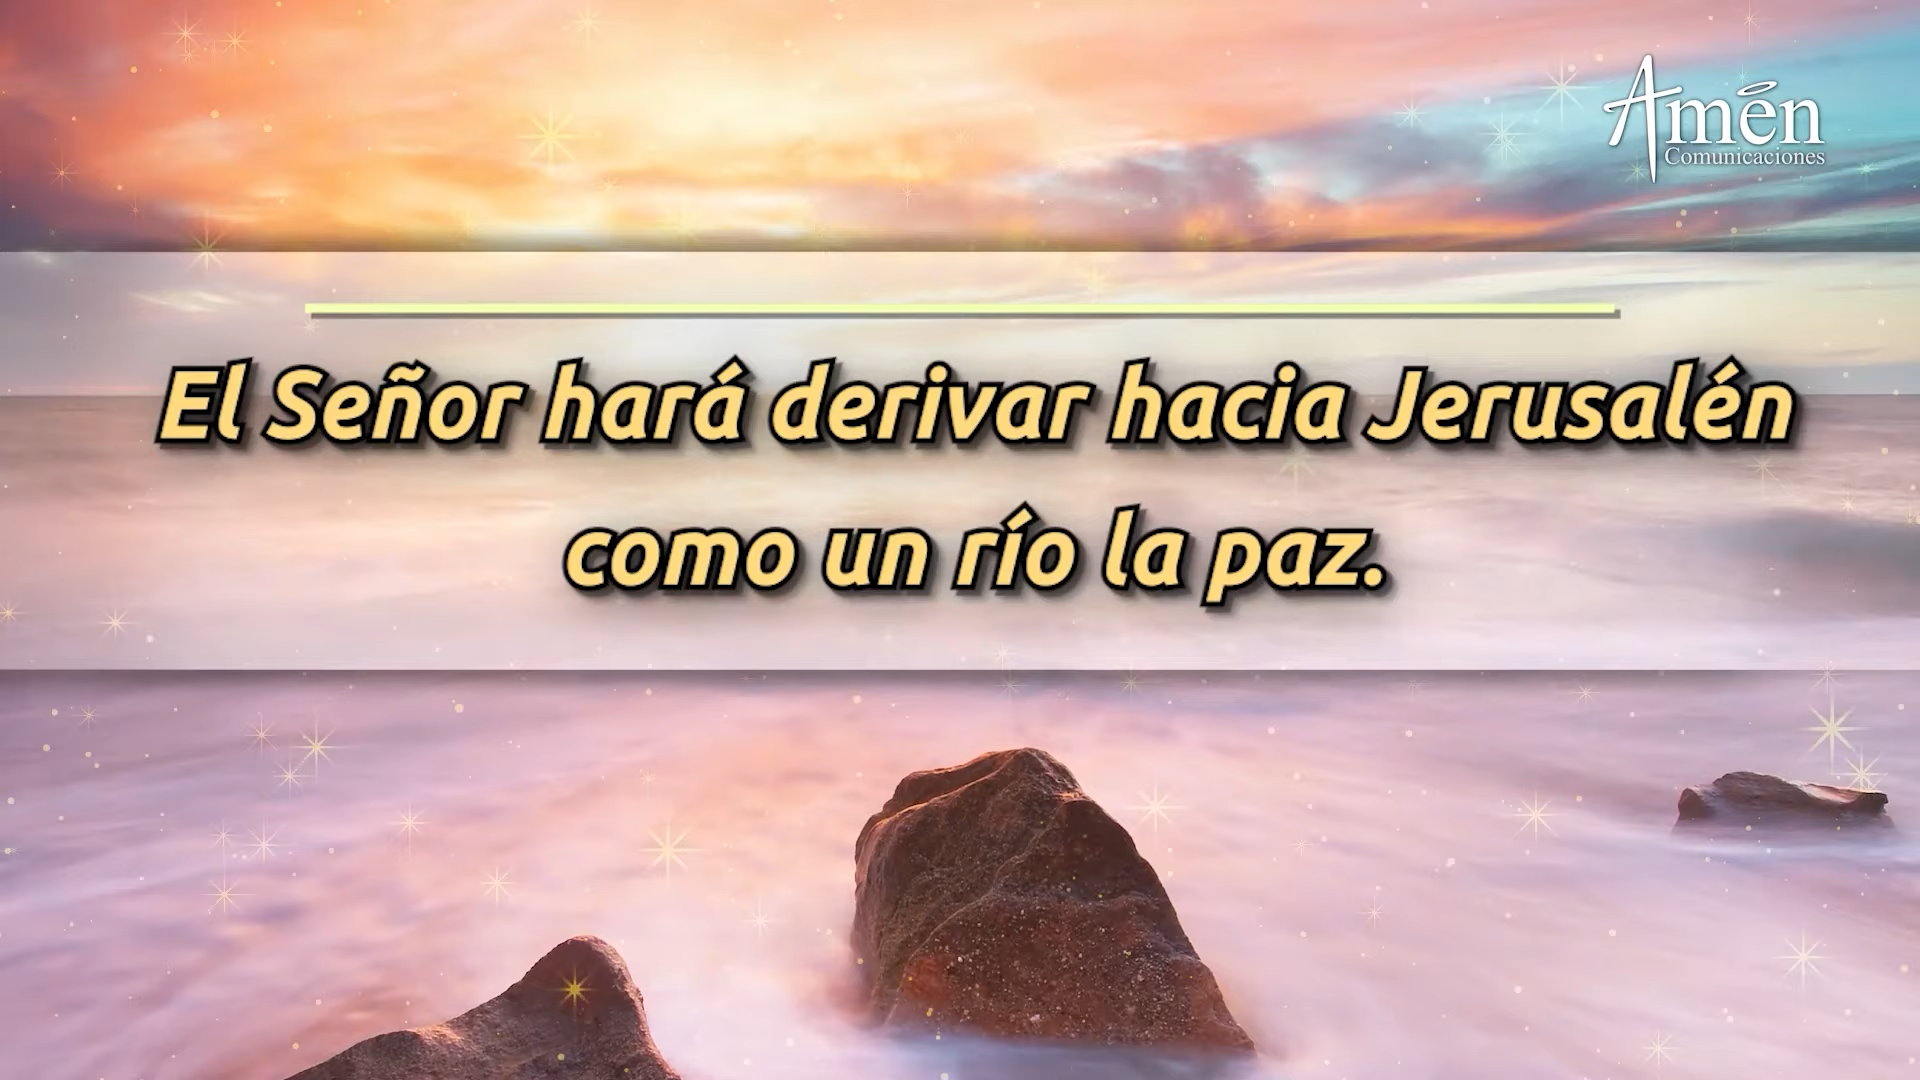 Amén
Comunicaciones
El Señor hará derivar hacia Jerusalén
como un río la paz.